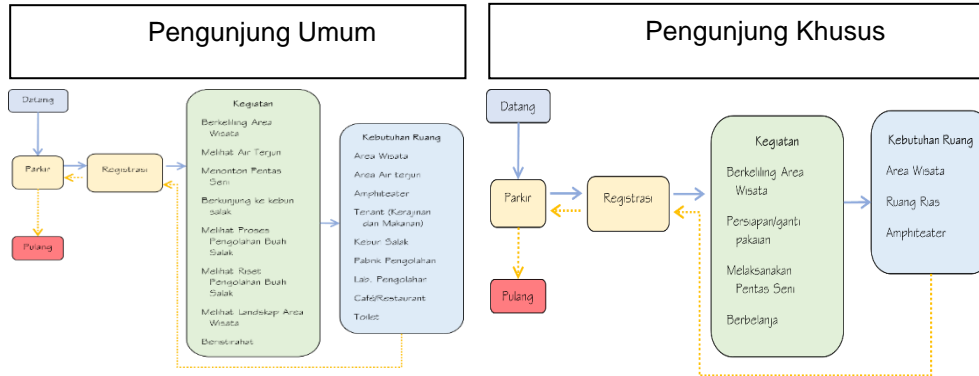 Pengunjung Umum
Datang
Parkir
Registrasi
Pulang
Kegiatan
Berkeliling Area
Wisata
Melihat Air Terjun
Menonton Pentas
Seni
Berkunjung ke kebun
salak
Melihat Proses
Pengolahan Buah
Salak
Melihat Riset
Pengolahan Buah
Salak
Melihat Landskap Area
Wisata
Beristirahat
Kebutuhan Ruang
Area Wisata
Area Air terjun
Amphiteater
Tenant (Kerajinan
dan Makanan)
Kebun Salak
Pabrik Pengolahan
Lab. Pengolahan
Café/Restaurant
Toilet
Pengunjung Khusus
Datang
Parkir
Registrasi
Pulang
Kegiatan
Berkeliling Area
Wisata
Persiapan/ganti
pakaian
Melaksanakan
Pentas Seni
Berbelanja
Kebutuhan Ruang
Area Wisata
Ruang Rias
Amphiteater